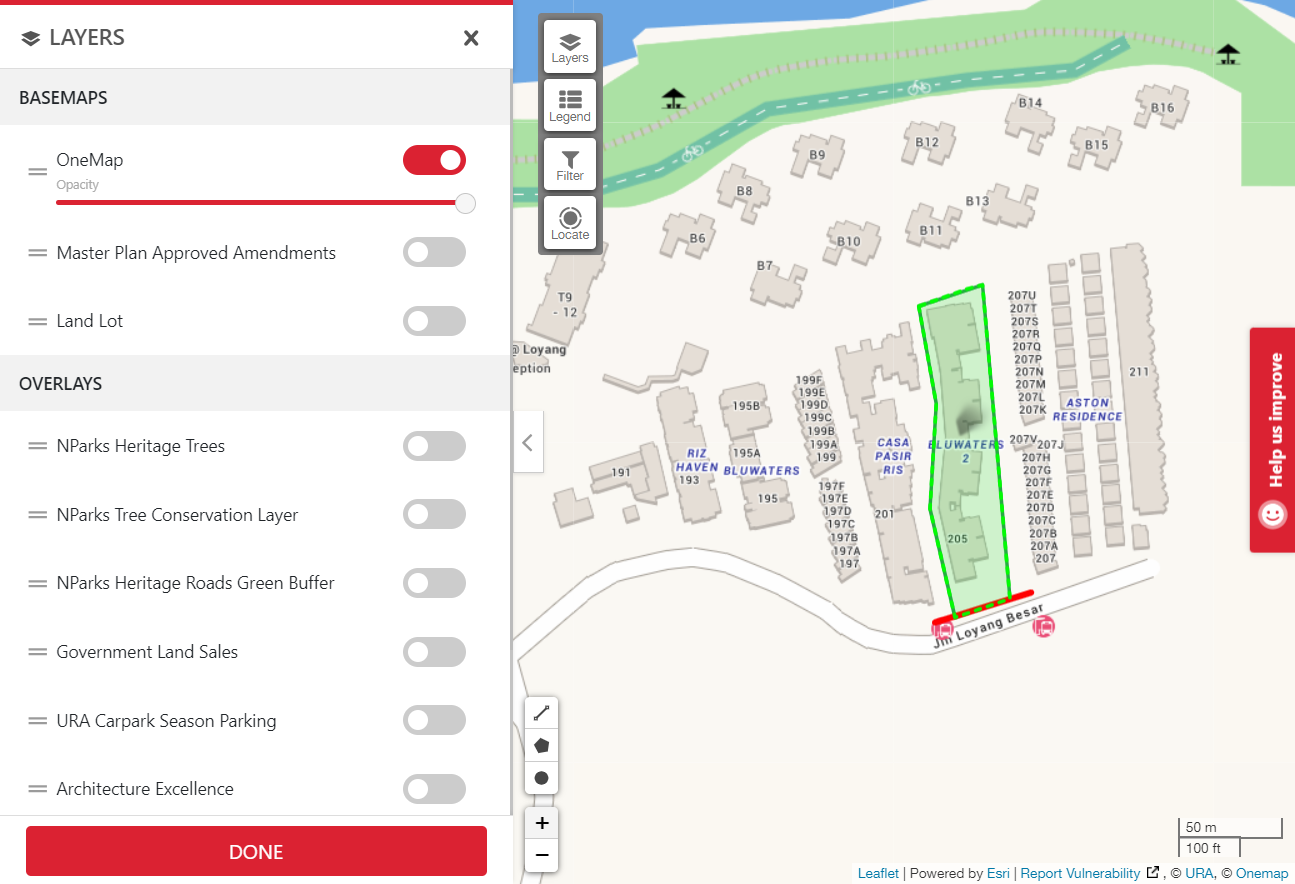 LAYERS
BASEMAPS
OneMap
Opacity
Master Plan Approved Amendments
Land Lot
OVERLAYS
NParks Heritage Trees
NParks Tree Conservation Layer
NParks Heritage Roads Green Buffer
Government Land Sales
URA Carpark Season Parking
Architecture Excellence
DONE
Layers
Legend
Filter
Locate
B14
B16
B12
B15
B9
B8
B13
B6
B11
B10
B7
T9
- 12
@ Loyang
eption
207U
207T
207S
207R
207Q
207P
207N
207M
207L
207K
211
ASTON
RESIDENCE
199F
199E
199D
199C
199B
199A
199
195B
195A
195
RIZ
HAVEN
193
BLUWATERS
191
CASA
PASIR
RIS
201
BLUWATERS
2
205
207V
207J
207H
207G
207F
207E
207D
207C
207B
207A
207
197F
197E
197D
197C
197B
197A
197
Jln Loyang Besar
Help us improve
+
−
50 m
100 ft
Leaflet | Powered by Esri | Report Vulnerability , © URA, © Onemap